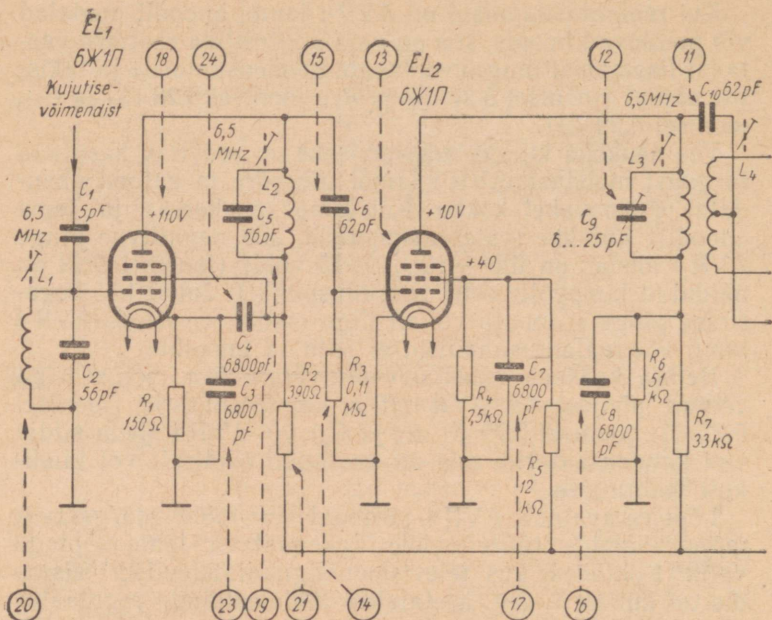 EL1
6Ж1П
Kujutise-
võimendist
18
24
15
13
EL2
6Ж1П
12
11
C10 62pF
6,5MHz
6,5
MHz
L2
C5
56pF
C6
62pF
L3
L4
C1
5pF
+110V
+10V
+40
C9
6...25 pF
6,5
MHz
L1
C2
56pF
C4
6800pF
C3
6800
pF
R1
150Ω
R2
390Ω
R3
0,11
MΩ
R4
7,5kΩ
C7
6800
pF
R5
12
kΩ
C8
6800
pF
R6
51
kΩ
R7
33kΩ
20
23
19
21
14
17
16